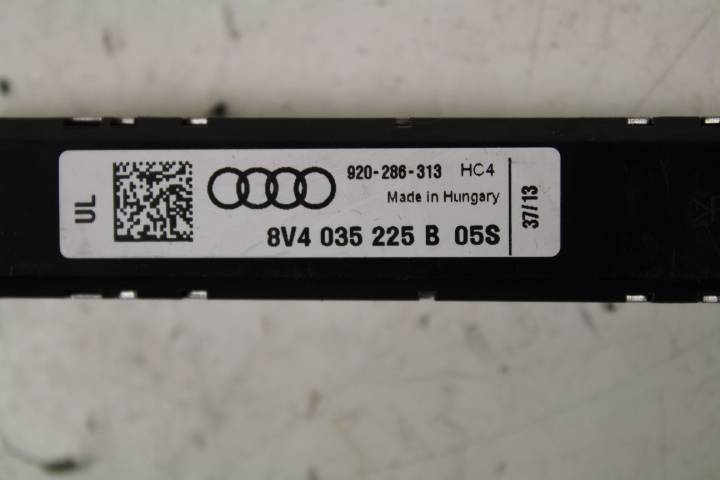 UL
920-286-313 HC4
Made in Hungary
8V4 035 225 B 05S
37/13